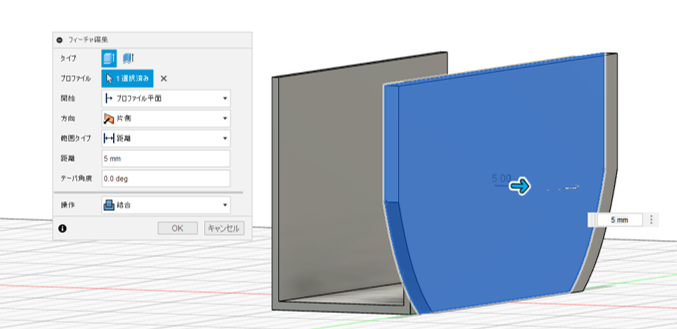 フィーチャ編集
タイプ
プロファイル 1 選択済み
開始 プロファイル平面
方向 片側
範囲タイプ 距離
距離 5 mm
テーパ角度 0.0 deg
操作 結合
OK キャンセル
5.00
5 mm